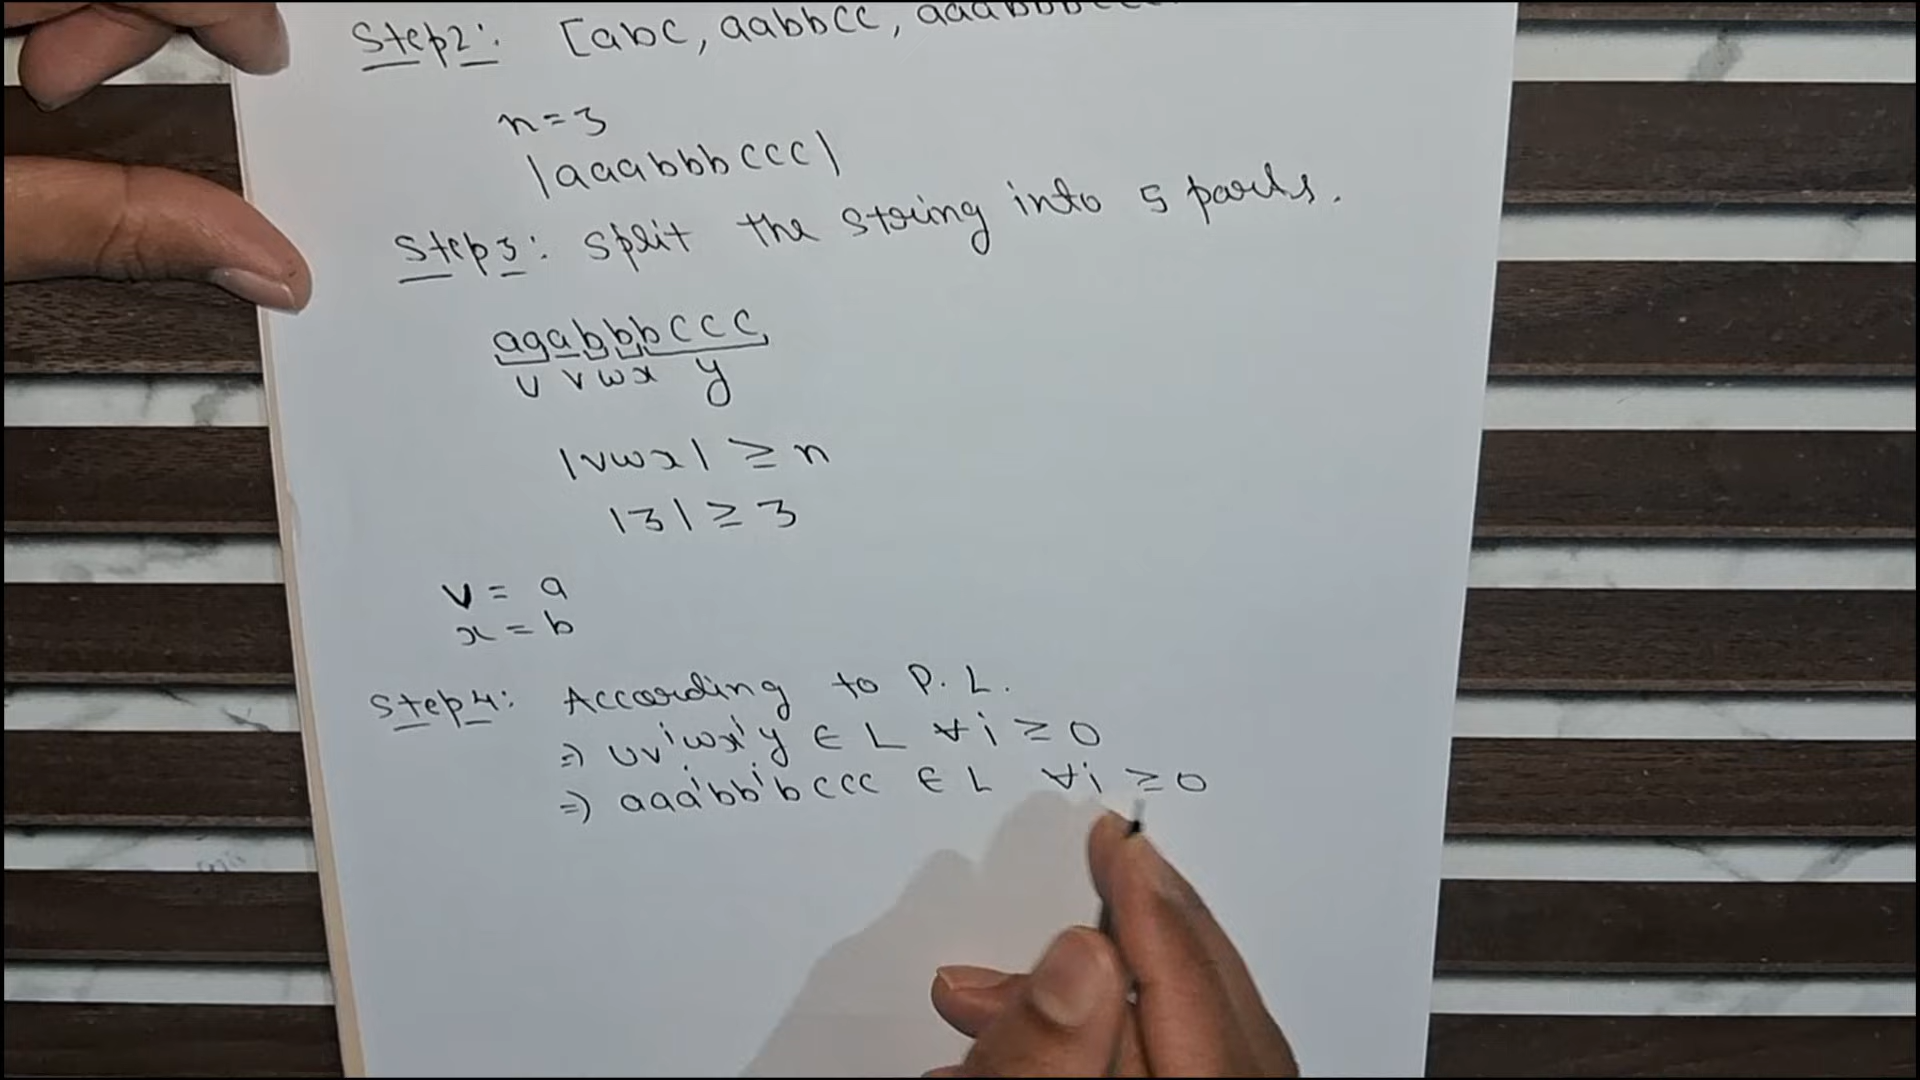 Step2: [abc, aabbcc, aaabbbcc
n=3
|aaabbbccc|
Step3: Split the string into 5 parts.
aaabbbccc
u v w x y
|vwx| ≥ n
|3| ≥ 3
v = a
x = b
Step4: According to P.L.
⇒ uvⁱwxⁱy ∈ L ∀ i ≥ 0
⇒ aaaⁱbbⁱbccc ∈ L ∀i ≥ 0